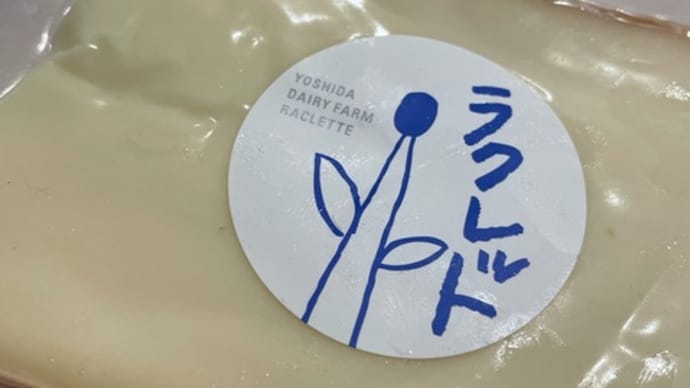 YOSHIDA
DAIRY FARM
RACLETTE
ラクレット